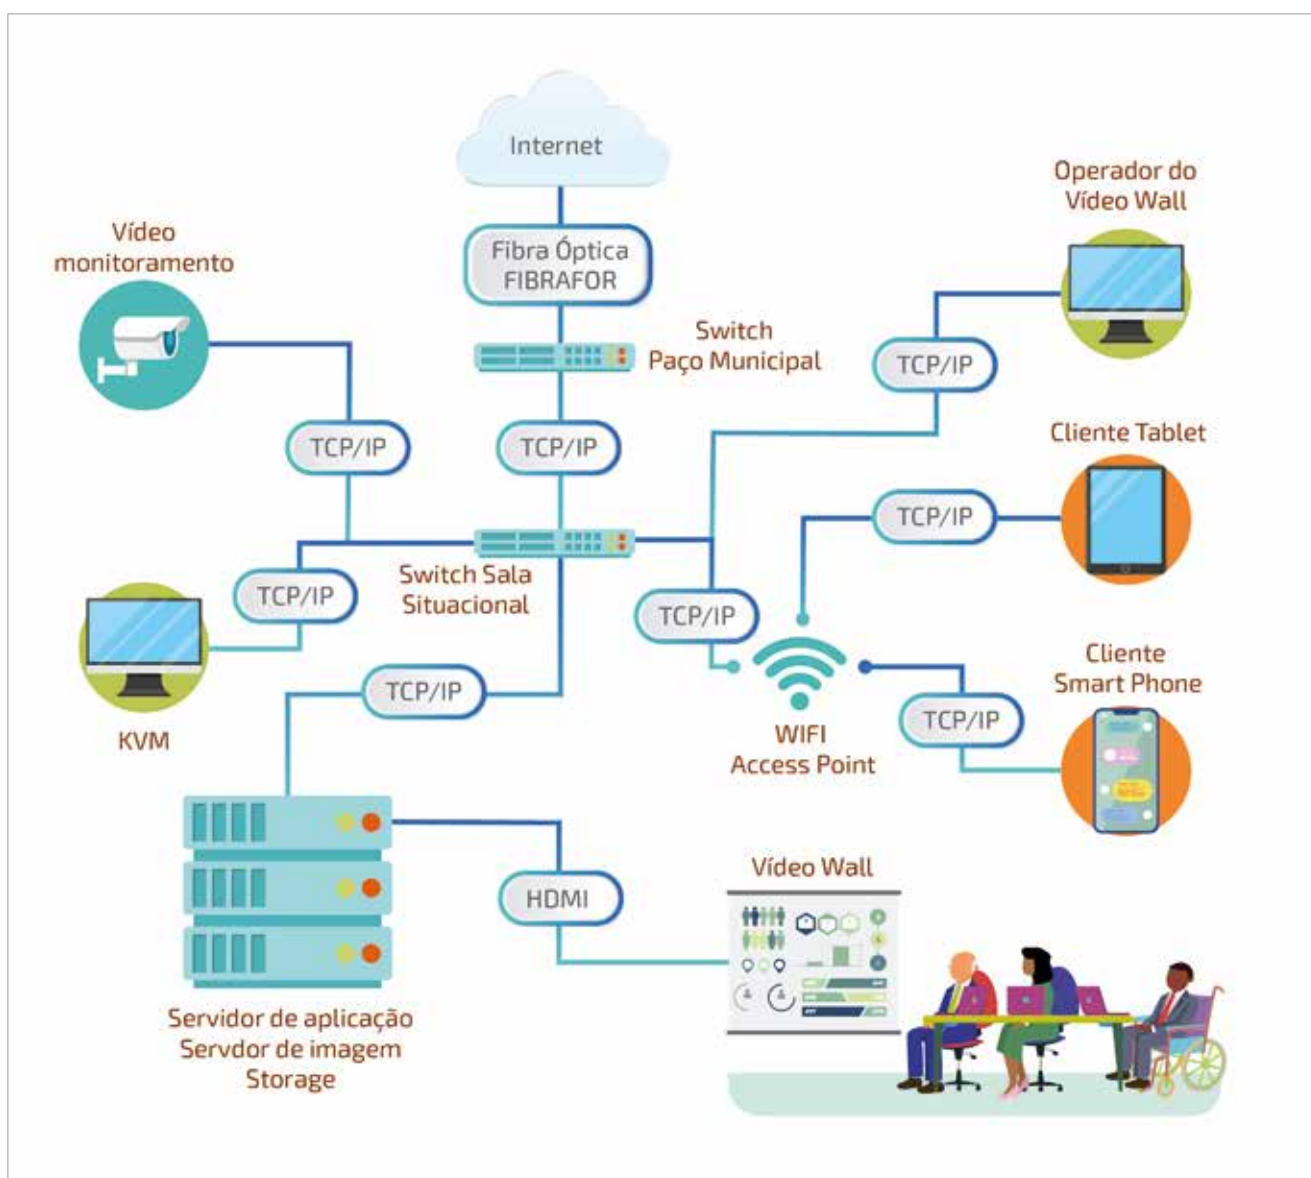 Internet
Operador do
Vídeo Wall
Vídeo
monitoramento
Fibra Óptica
FIBRAFOR
Switch
Paço Municipal
TCP/IP
Cliente Tablet
TCP/IP
TCP/IP
TCP/IP
Switch Sala
Situacional
TCP/IP
TCP/IP
Cliente
Smart Phone
TCP/IP
TCP/IP
KVM
WIFI
Access Point
Vídeo Wall
HDMI
Servidor de aplicação
Servdor de imagem
Storage